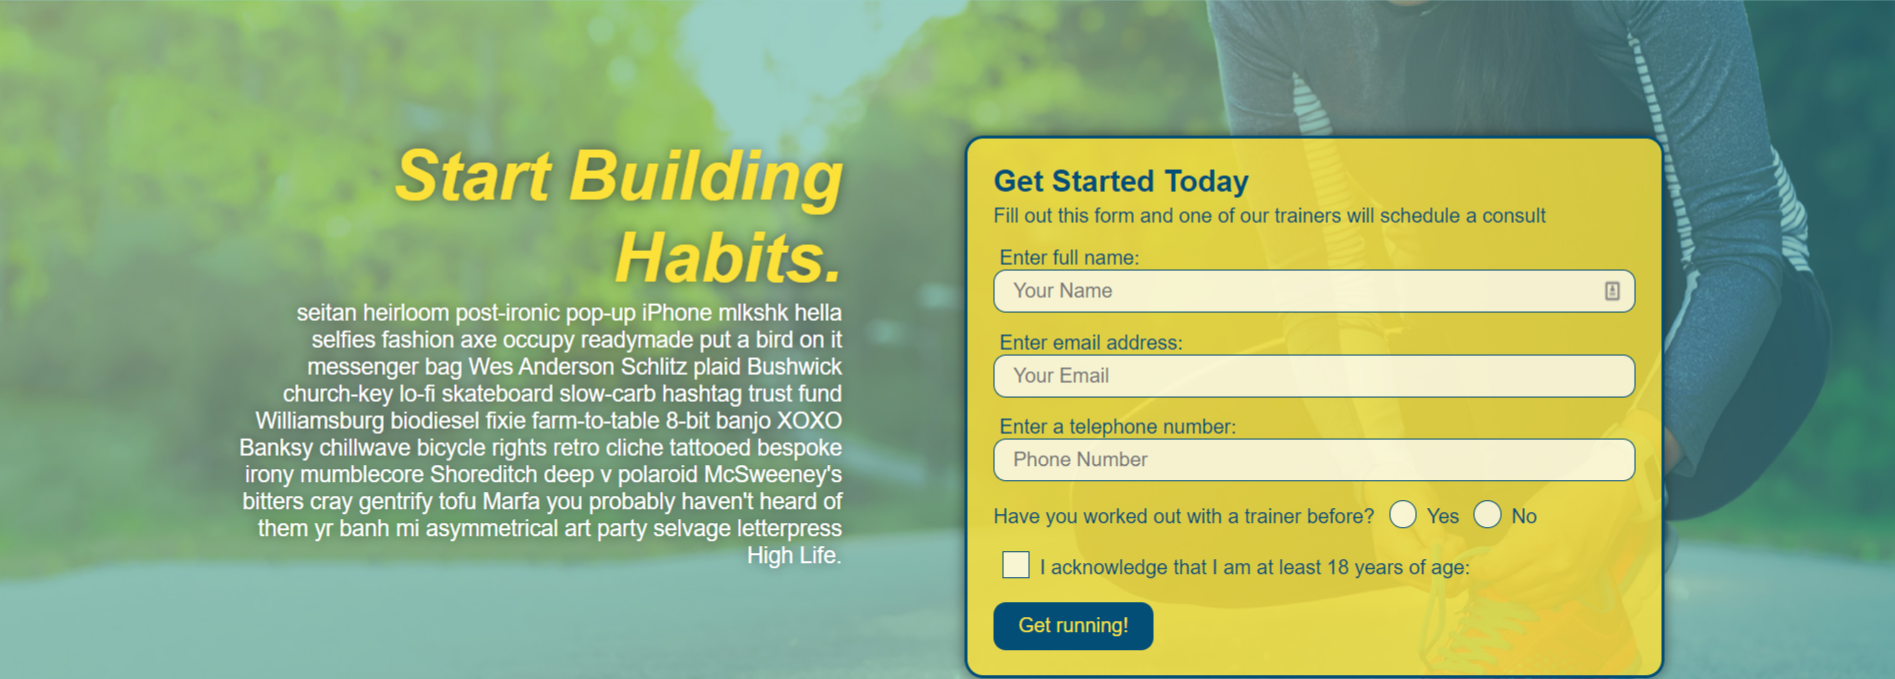 Start Building
Habits.
seitan heirloom post-ironic pop-up iPhone mlkshk hella
selfies fashion axe occupy readymade put a bird on it
messenger bag Wes Anderson Schlitz plaid Bushwick
church-key lo-fi skateboard slow-carb hashtag trust fund
Williamsburg biodiesel fixie farm-to-table 8-bit banjo XOXO
Banksy chillwave bicycle rights retro cliche tattooed bespoke
irony mumblecore Shoreditch deep v polaroid McSweeney's
bitters cray gentrify tofu Marfa you probably haven't heard of
them yr banh mi asymmetrical art party selvage letterpress
High Life.
Get Started Today
Fill out this form and one of our trainers will schedule a consult
Enter full name:
Your Name
Enter email address:
Your Email
Enter a telephone number:
Phone Number
Have you worked out with a trainer before? Yes No
I acknowledge that I am at least 18 years of age:
Get running!